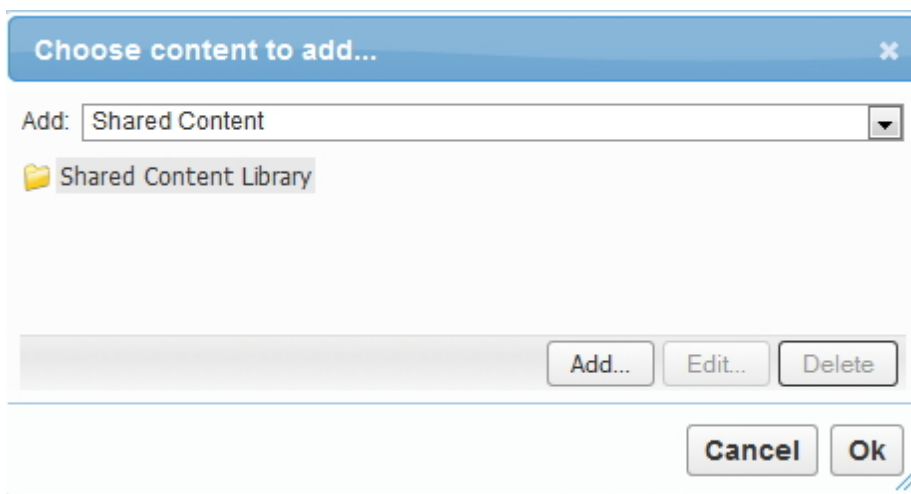 Choose content to add...
Add: Shared Content
Shared Content Library
Add... Edit... Delete
Cancel Ok